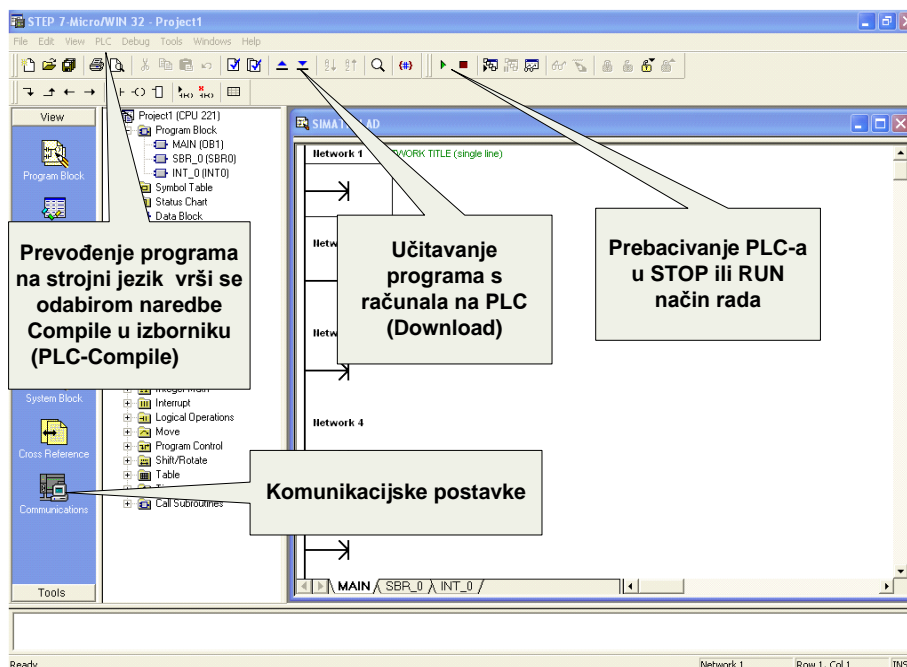 STEP 7-Micro/WIN 32 - Project1
File Edit View PLC Debug Tools Windows Help
View
Program Block
System Block
Cross Reference
Communications
Tools
Project1 (CPU 221)
Program Block
MAIN (OB1)
SBR_0 (SBR0)
INT_0 (INT0)
Symbol Table
Status Chart
Data Block
Interrupt
Logical Operations
Move
Program Control
Shift/Rotate
Table
Call Subroutines
Network 1
(single line)
Network 4
Prevođenje programa
na strojni jezik vrši se
odabirom naredbe
Compile u izborniku
(PLC-Compile)
Učitavanje
programa s
računala na PLC
(Download)
Prebacivanje PLC-a
u STOP ili RUN
način rada
Komunikacijske postavke
MAIN SBR_0 INT_0
Ready
Network 1
Row 1, Col 1
INS